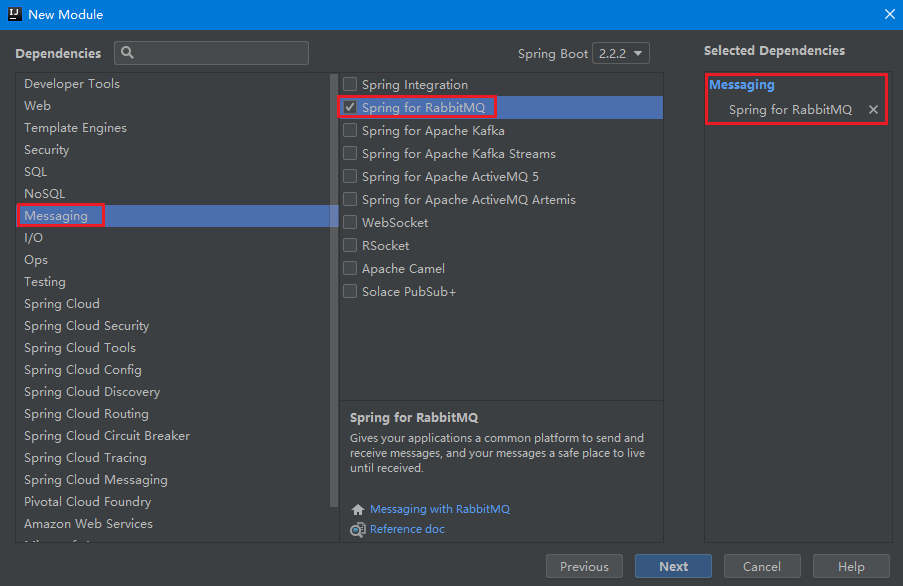 New Module
Dependencies
Spring Boot 2.2.2
Selected Dependencies
Developer Tools
Web
Template Engines
Security
SQL
NoSQL
Messaging
I/O
Ops
Testing
Spring Cloud
Spring Cloud Security
Spring Cloud Tools
Spring Cloud Config
Spring Cloud Discovery
Spring Cloud Routing
Spring Cloud Circuit Breaker
Spring Cloud Tracing
Spring Cloud Messaging
Pivotal Cloud Foundry
Amazon Web Services
Spring Integration
Spring for RabbitMQ
Spring for Apache Kafka
Spring for Apache Kafka Streams
Spring for Apache ActiveMQ 5
Spring for Apache ActiveMQ Artemis
WebSocket
RSocket
Apache Camel
Solace PubSub+
Spring for RabbitMQ
Gives your applications a common platform to send and
receive messages, and your messages a safe place to live
until received.
Messaging with RabbitMQ
Reference doc
Messaging
Spring for RabbitMQ
Previous
Next
Cancel
Help